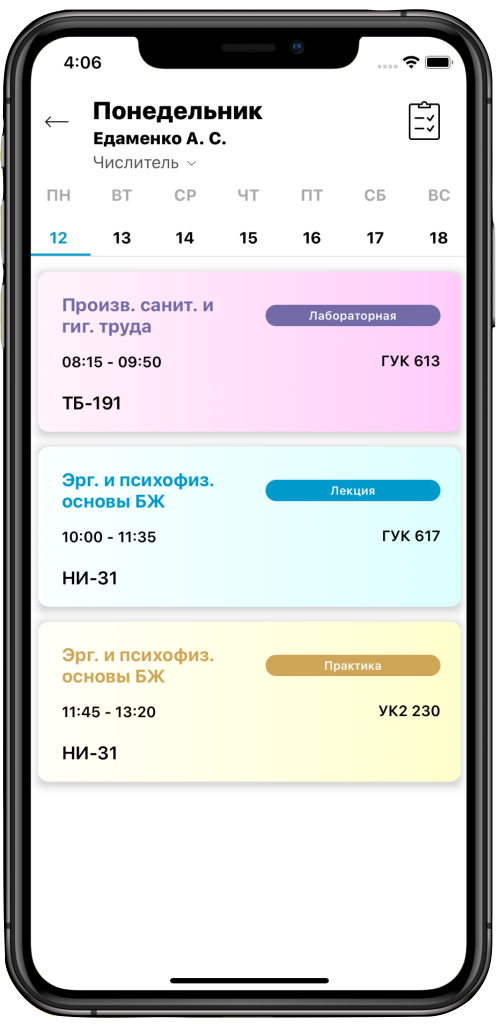 4:06
Понедельник
Едаменко А. С.
Числитель
ПН ВТ СР ЧТ ПТ СБ ВС
12 13 14 15 16 17 18
Произв. санит. и
гиг. труда
Лабораторная
08:15 - 09:50
ГУК 613
ТБ-191
Эрг. и психофиз.
основы БЖ
Лекция
10:00 - 11:35
ГУК 617
НИ-31
Эрг. и психофиз.
основы БЖ
Практика
11:45 - 13:20
УК2 230
НИ-31